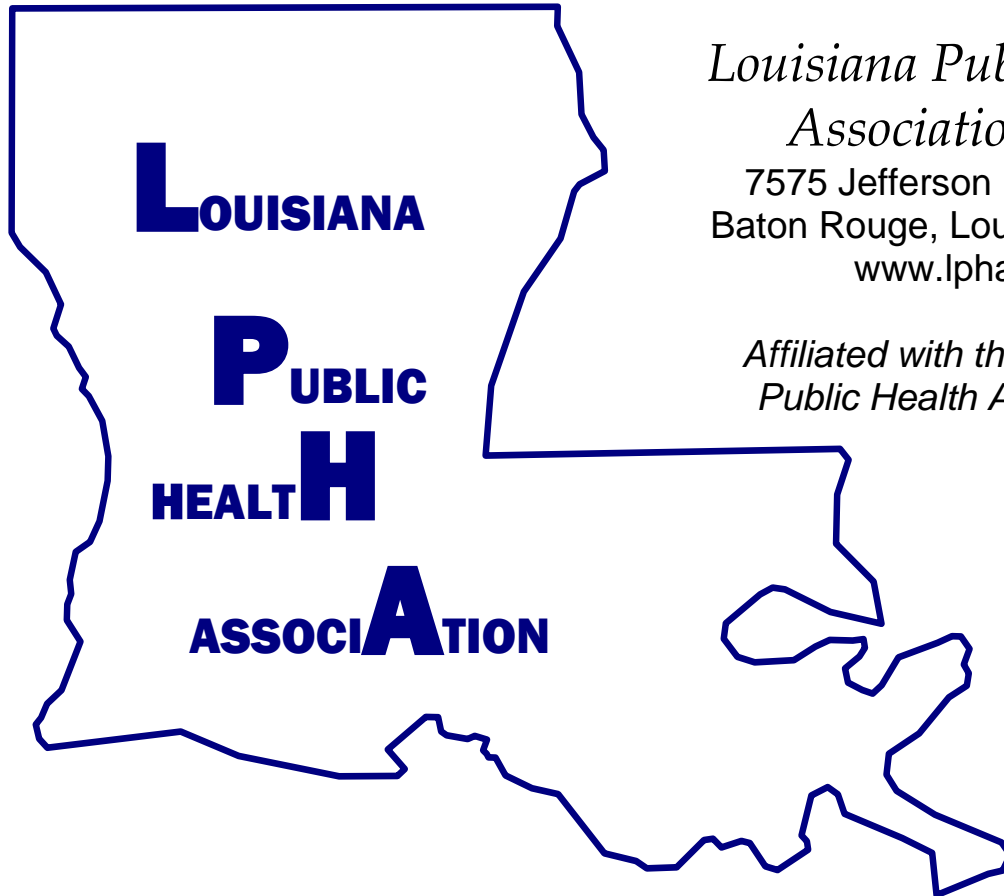 LOUISIANA
PUBLIC
HEALTH
ASSOCIATION
Louisiana Pub
Associatio
7575 Jefferson
Baton Rouge, Lou
www.lpha
Affiliated with th
Public Health A